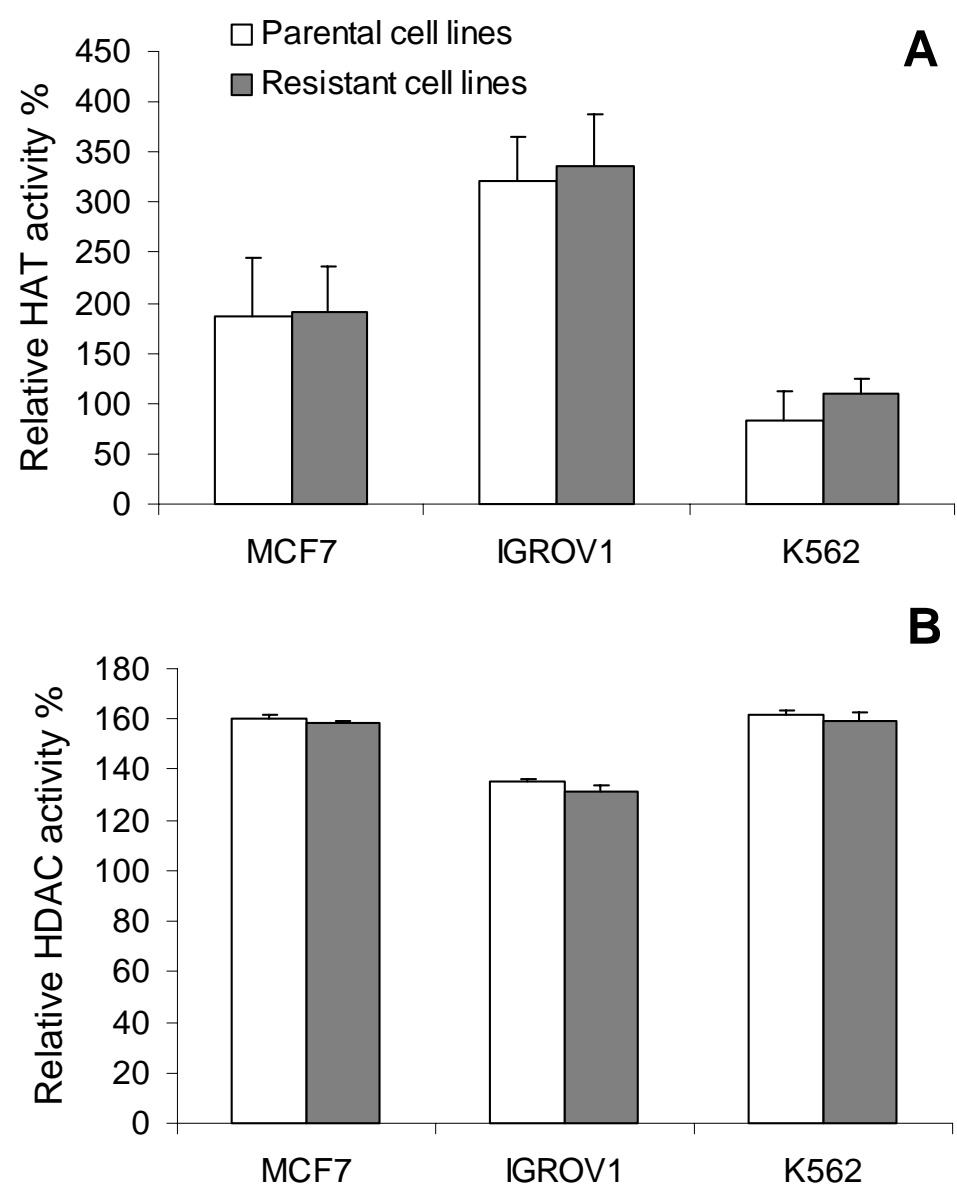 Parental cell lines
Resistant cell lines
A
Relative HAT activity %
450
400
350
300
250
200
150
100
50
0
MCF7 IGROV1 K562
B
Relative HDAC activity %
180
160
140
120
100
80
60
40
20
0
MCF7 IGROV1 K562